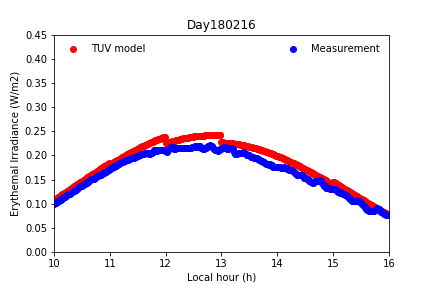 Day180216
TUV model
Measurement
0.45
0.40
0.35
0.30
0.25
0.20
0.15
0.10
0.05
0.00
Erythemal Irradiance (W/m2)
10 11 12 13 14 15 16
Local hour (h)